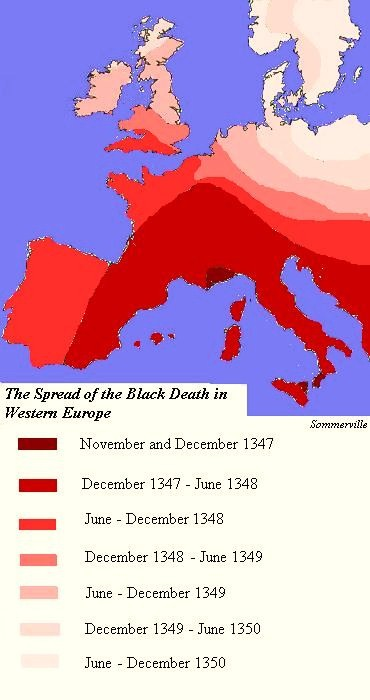 The Spread of the Black Death in
Western Europe
Sommerville
November and December 1347
December 1347 - June 1348
June - December 1348
December 1348 - June 1349
June - December 1349
December 1349 - June 1350
June - December 1350